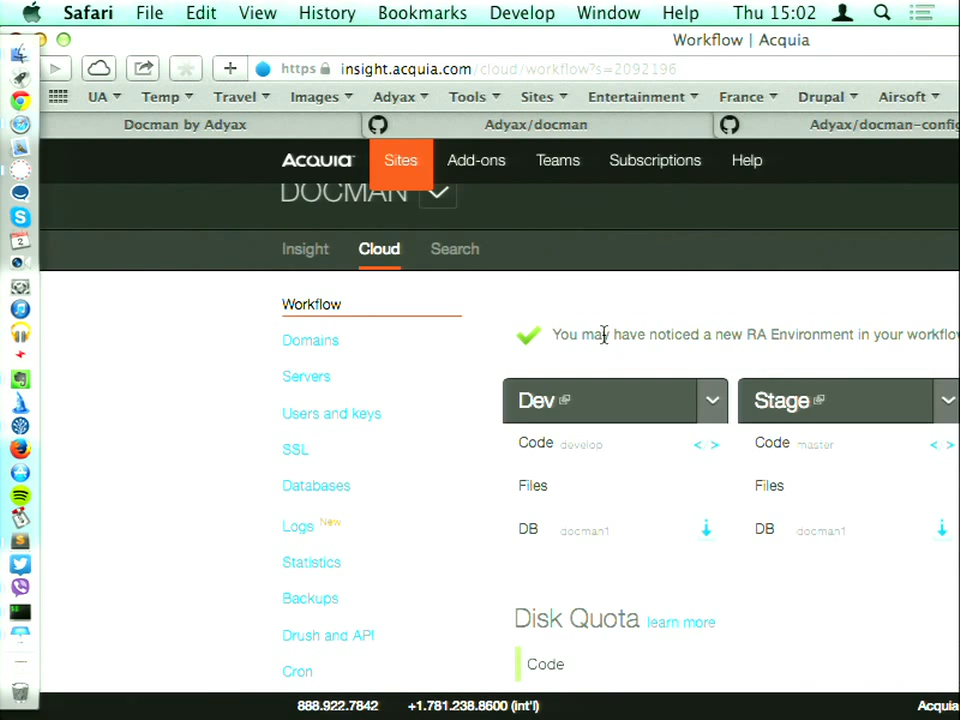 Safari File Edit View History Bookmarks Develop Window Help Thu 15:02
Workflow | Acquia
https insight.acquia.com/cloud/workflow?s=2092196
UA Temp Travel Images Adyax Tools Sites Entertainment France Drupal Airsoft
Docman by Adyax Adyax/docman Adyax/docman-config
ACQUIA Sites Add-ons Teams Subscriptions Help
DOCMAN
Insight Cloud Search
Workflow
You may have noticed a new RA Environment in your workflo
Domains
Servers
Dev Stage
Users and keys
Code develop Code master
SSL
Databases
Files Files
Logs New
DB docman1 DB docman1
Statistics
Backups
Disk Quota learn more
Drush and API
Code
Cron
888.922.7842 +1.781.238.8600 (int'l) Acquia